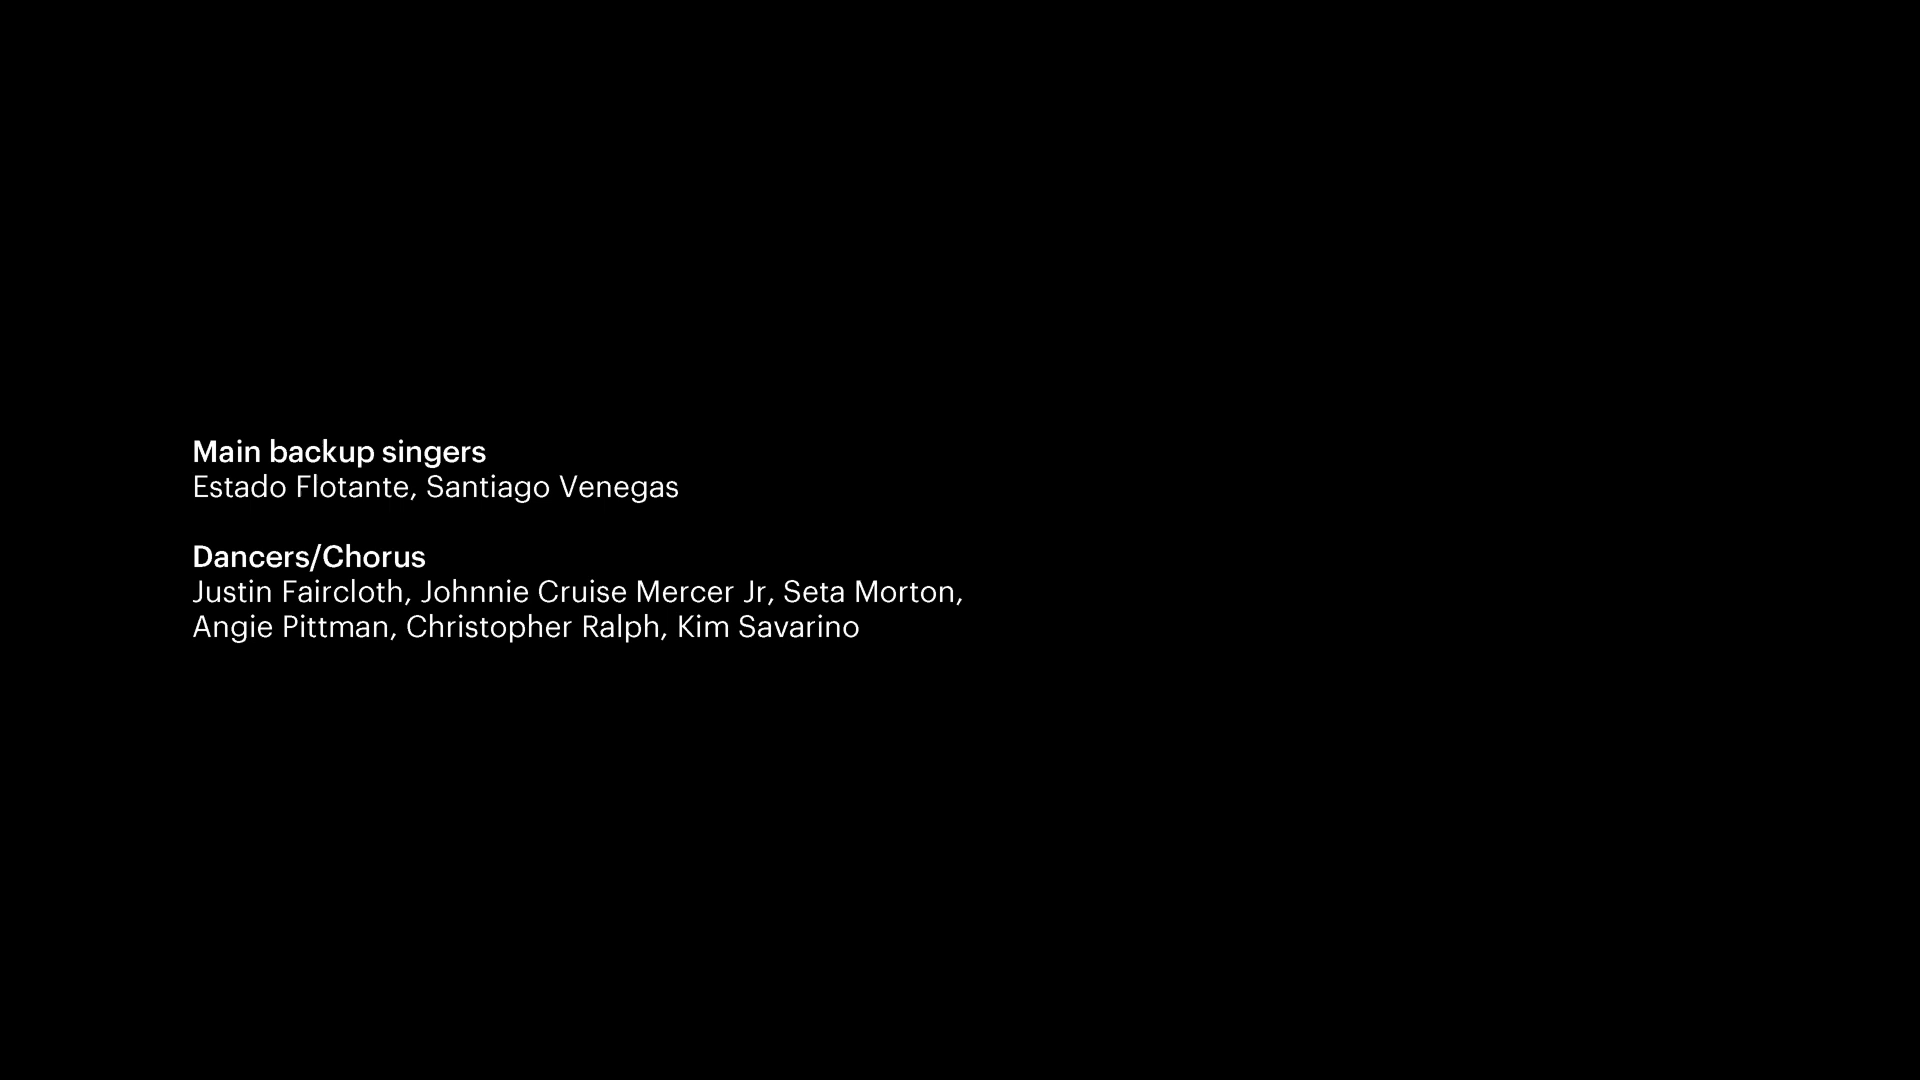 Main backup singers
Estado Flotante, Santiago Venegas
Dancers/Chorus
Justin Faircloth, Johnnie Cruise Mercer Jr, Seta Morton,
Angie Pittman, Christopher Ralph, Kim Savarino